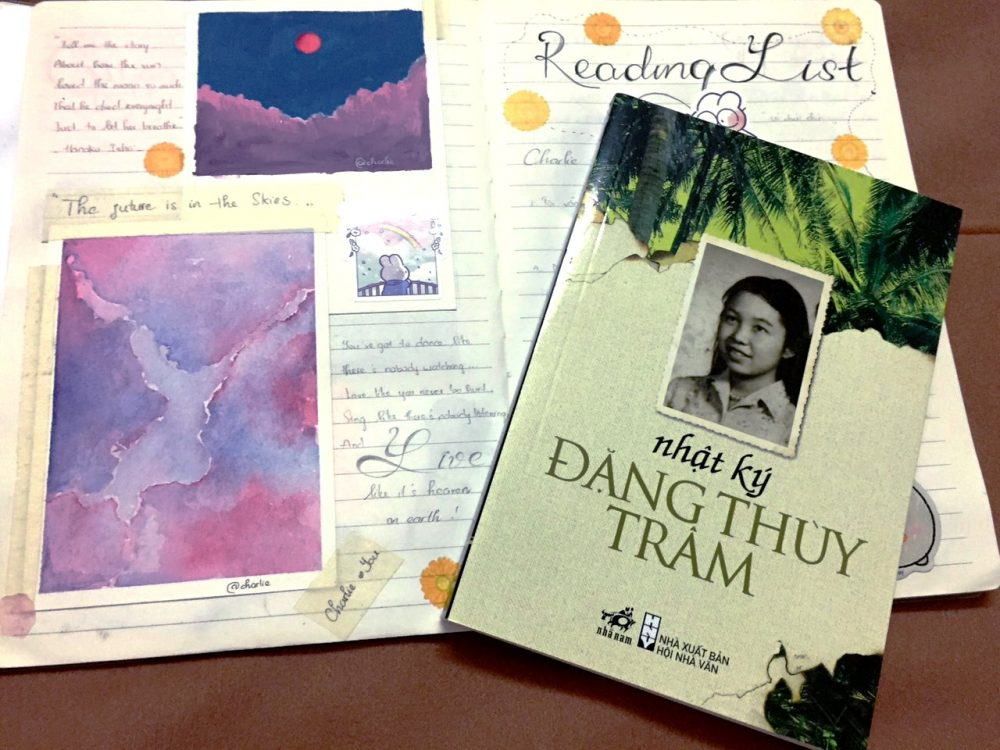 "Tell me the story
About how the sun
loved the moon so much
That he died everynight
Just to let her breathe"
- Hanako Ishi.
@charlie
"The future is in the Skies...
@charlie
You've got to dance like
there's nobody watching...
Love like you never be hurt.
Sing like there's nobody listening
And
Live
like it's heaven
on earth!
Charlie You
Reading List
Charlie
nhật ký
ĐẶNG THÙY
TRÂM
nhã nam
HNV
NHÀ XUẤT BẢN
HỘI NHÀ VĂN